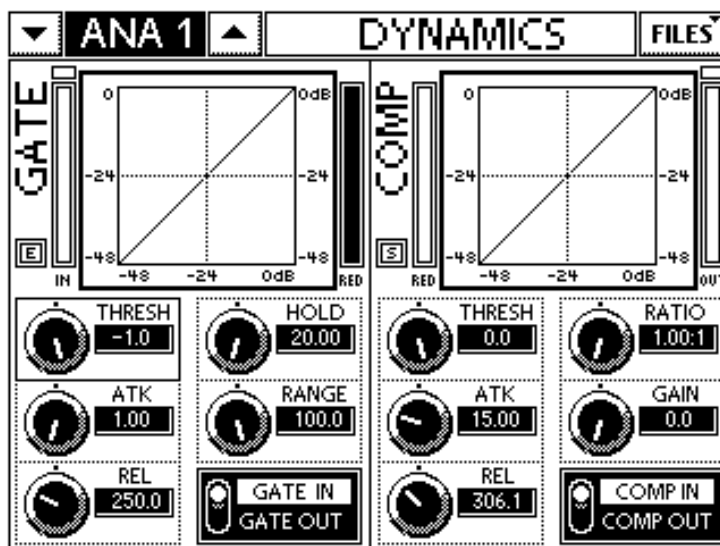 ANA 1 DYNAMICS FILES
GATE
0 0dB
-24 -24
-48 -48
-48 -24 0dB
IN RED
E
THRESH
-1.0
HOLD
20.00
ATK
1.00
RANGE
100.0
REL
250.0
GATE IN
GATE OUT
COMP
0 0dB
-24 -24
-48 -48
-48 -24 0dB
RED OUT
S
THRESH
0.0
RATIO
1.00:1
ATK
15.00
GAIN
0.0
REL
306.1
COMP IN
COMP OUT